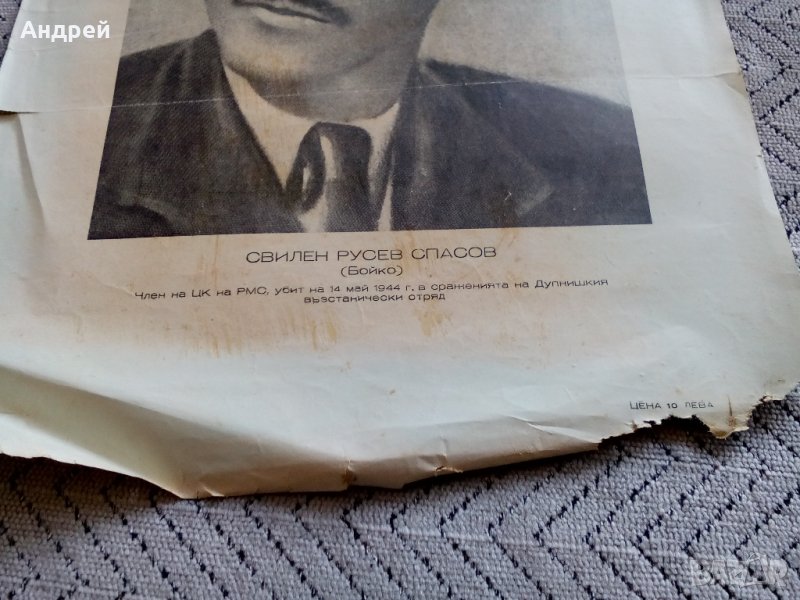 Андрей
СВИЛЕН РУСЕВ СПАСОВ
(Бойко)
Член на ЦК на РМС, убит на 14 май 1944 г. в сраженията на Дупнишкия
въстанически отряд
ЦЕНА 10 ЛЕВА
BAZAR